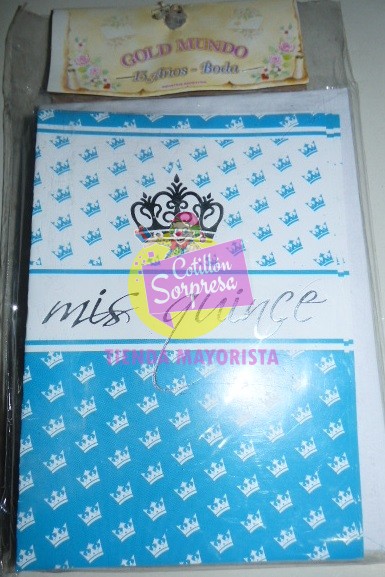 GOLD MUNDO
15 Años - Boda
Cotillón
Sorpresa
mis quince
TIENDA MAYORISTA